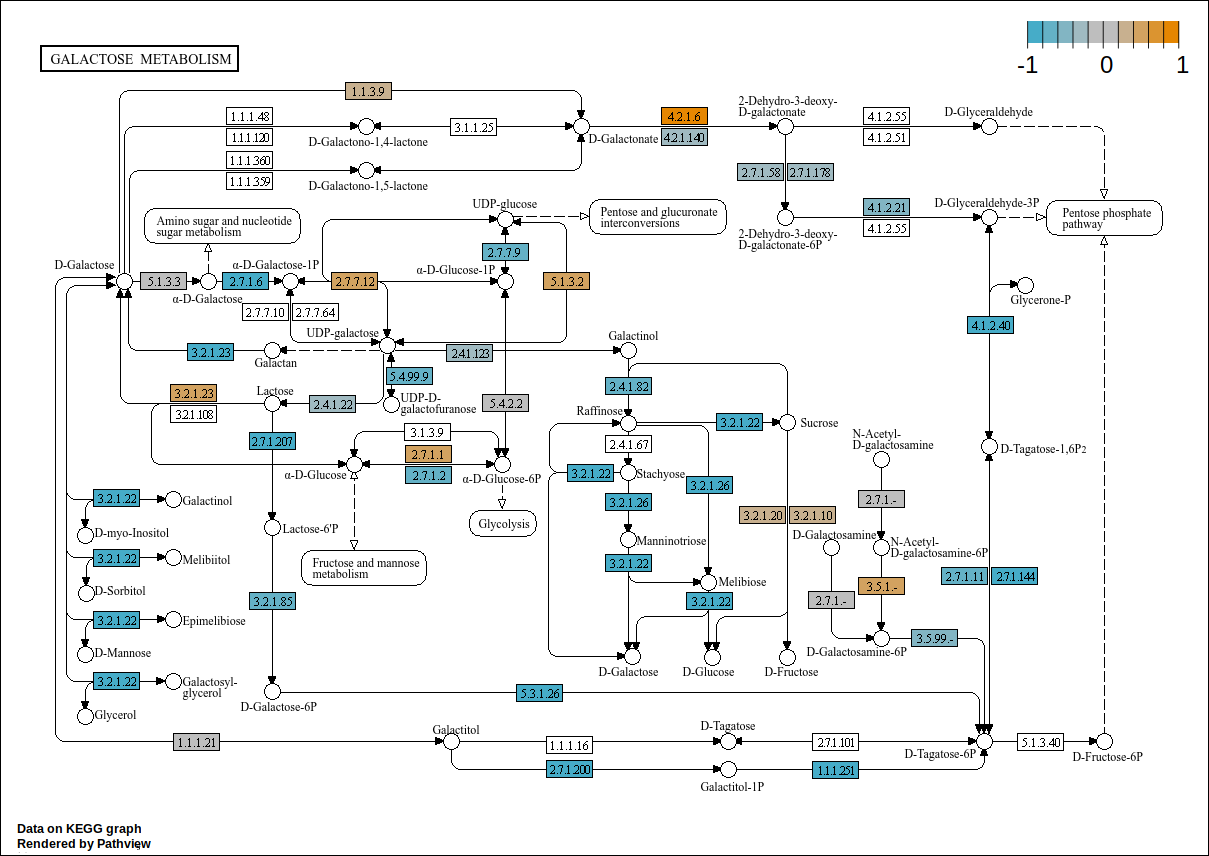 -1 0 1
GALACTOSE METABOLISM
1.1.3.9
1.1.1.48
1.1.1.120
D-Galactono-1,4-lactone
3.1.1.25
D-Galactonate
4.2.1.6
4.2.1.140
2-Dehydro-3-deoxy-
D-galactonate
4.1.2.55
4.1.2.51
D-Glyceraldehyde
1.1.1.360
1.1.1.359
D-Galactono-1,5-lactone
2.7.1.58
2.7.1.178
Amino sugar and nucleotide
sugar metabolism
UDP-glucose
Pentose and glucuronate
interconversions
2-Dehydro-3-deoxy-
D-galactonate-6P
4.1.2.21
4.1.2.55
D-Glyceraldehyde-3P
Pentose phosphate
pathway
2.7.7.9
D-Galactose
5.1.3.3
α-D-Galactose
2.7.1.6
α-D-Galactose-1P
2.7.7.12
α-D-Glucose-1P
5.1.3.2
Glycerone-P
2.7.7.10
2.7.7.64
4.1.2.40
UDP-galactose
Galactinol
3.2.1.23
Galactan
2.4.1.123
5.4.99.9
2.4.1.82
3.2.1.23
3.2.1.108
Lactose
2.4.1.22
UDP-D-
galactofuranose
5.4.2.2
Raffinose
3.2.1.22
Sucrose
2.7.1.207
3.1.3.9
2.7.1.1
2.7.1.2
2.4.1.67
N-Acetyl-
D-galactosamine
D-Tagatose-1,6P2
α-D-Glucose
α-D-Glucose-6P
3.2.1.22
Stachyose
3.2.1.26
3.2.1.22
Galactinol
D-myo-Inositol
3.2.1.26
2.7.1.-
Lactose-6'P
Glycolysis
3.2.1.20
3.2.1.10
Manninotriose
D-Galactosamine
N-Acetyl-
D-galactosamine-6P
3.2.1.22
Melibiitol
D-Sorbitol
Fructose and mannose
metabolism
3.2.1.22
Melibiose
3.5.1.-
2.7.1.11
2.7.1.144
3.2.1.85
3.2.1.22
2.7.1.-
3.2.1.22
Epimelibiose
D-Mannose
3.5.99.-
D-Galactosamine-6P
D-Galactose
D-Glucose
D-Fructose
3.2.1.22
Galactosyl-
glycerol
Glycerol
D-Galactose-6P
5.3.1.26
1.1.1.21
Galactitol
1.1.1.16
D-Tagatose
2.7.1.101
D-Tagatose-6P
5.1.3.40
D-Fructose-6P
2.7.1.200
Galactitol-1P
1.1.1.251
Data on KEGG graph
Rendered by Pathview